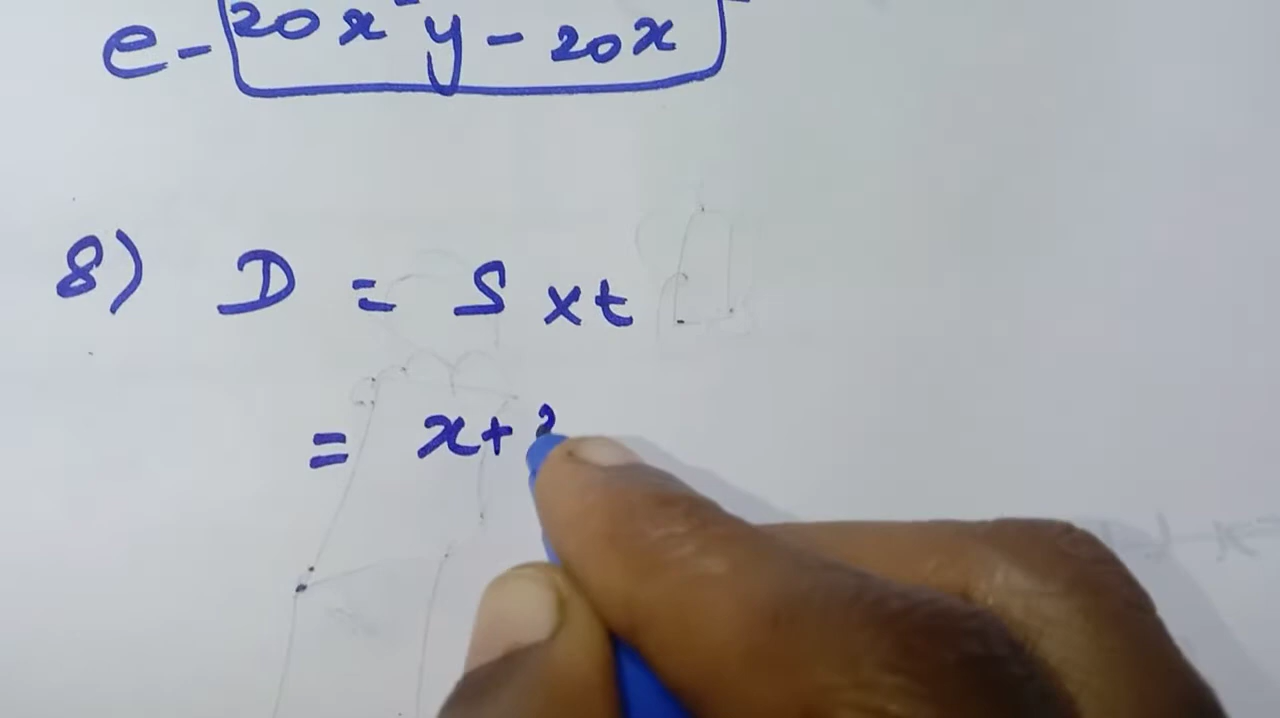 e - 20x y - 20x
8) D = S x t
= x +